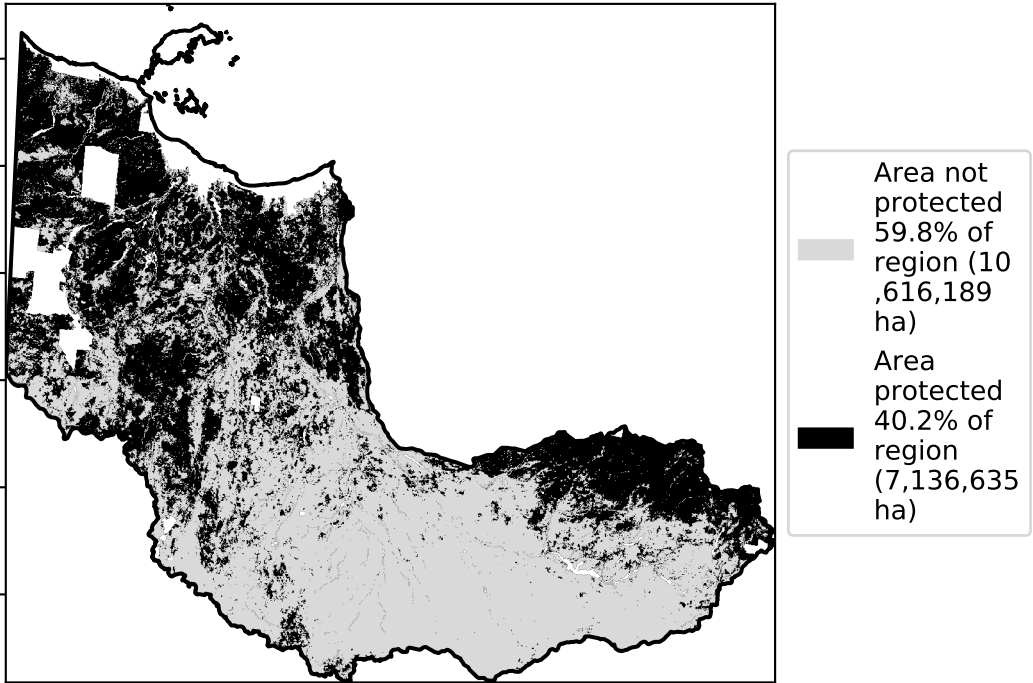 Area not
protected
59.8% of
region (10
,616,189
ha)
Area
protected
40.2% of
region
(7,136,635
ha)